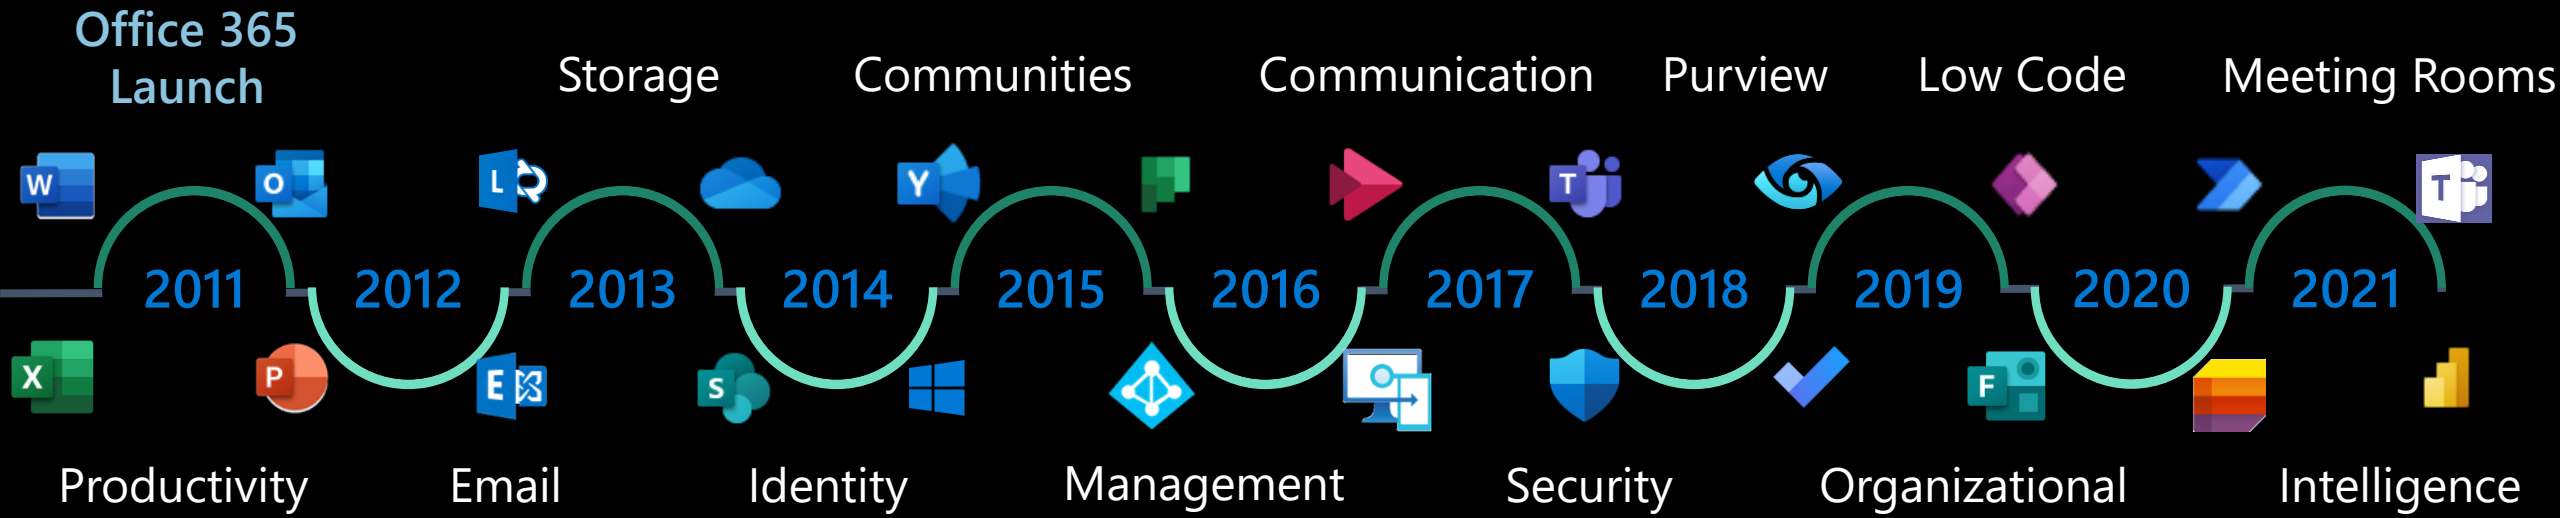 Office 365
Launch
Storage
Communities
Communication
Purview
Low Code
Meeting Rooms
W
O
L
Y
T
T
2011
2012
2013
2014
2015
2016
2017
2018
2019
2020
2021
X
P
E
S
F
Productivity
Email
Identity
Management
Security
Organizational
Intelligence